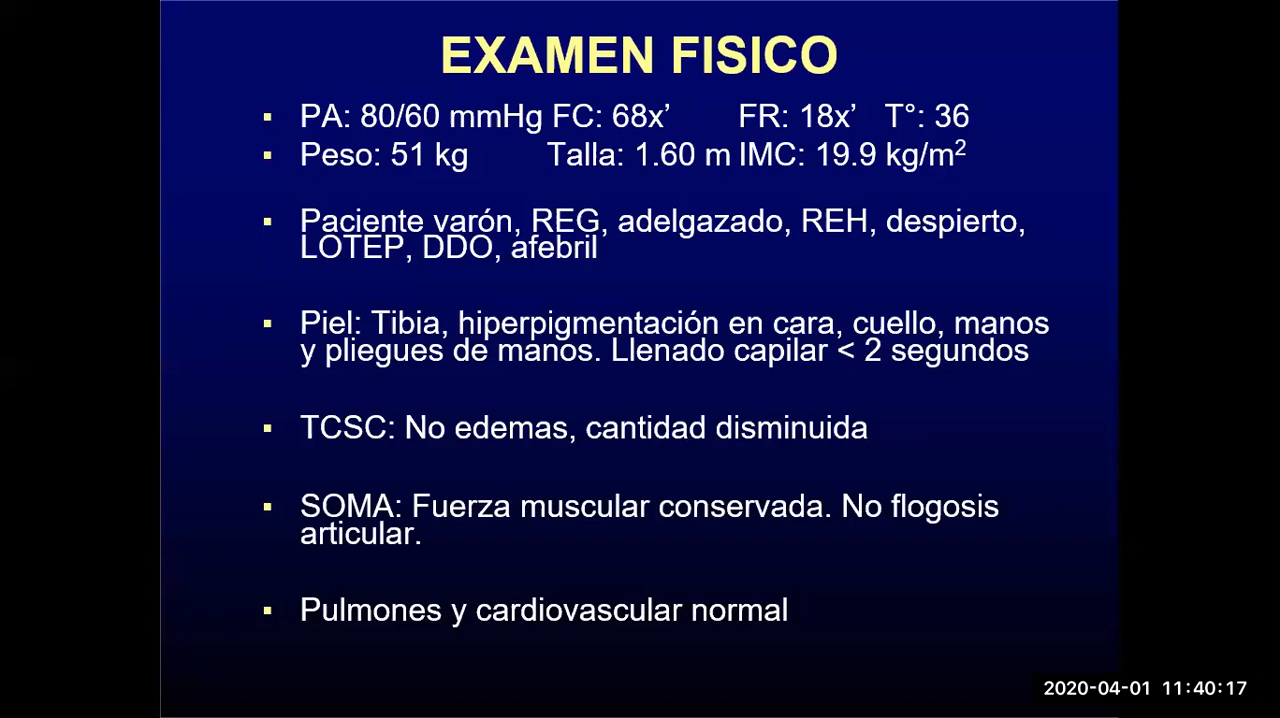 EXAMEN FISICO
▪ PA: 80/60 mmHg FC: 68x’ FR: 18x’ T°: 36
▪ Peso: 51 kg Talla: 1.60 m IMC: 19.9 kg/m²
▪ Paciente varón, REG, adelgazado, REH, despierto,
LOTEP, DDO, afebril
▪ Piel: Tibia, hiperpigmentación en cara, cuello, manos
y pliegues de manos. Llenado capilar < 2 segundos
▪ TCSC: No edemas, cantidad disminuida
▪ SOMA: Fuerza muscular conservada. No flogosis
articular.
▪ Pulmones y cardiovascular normal
2020-04-01 11:40:17